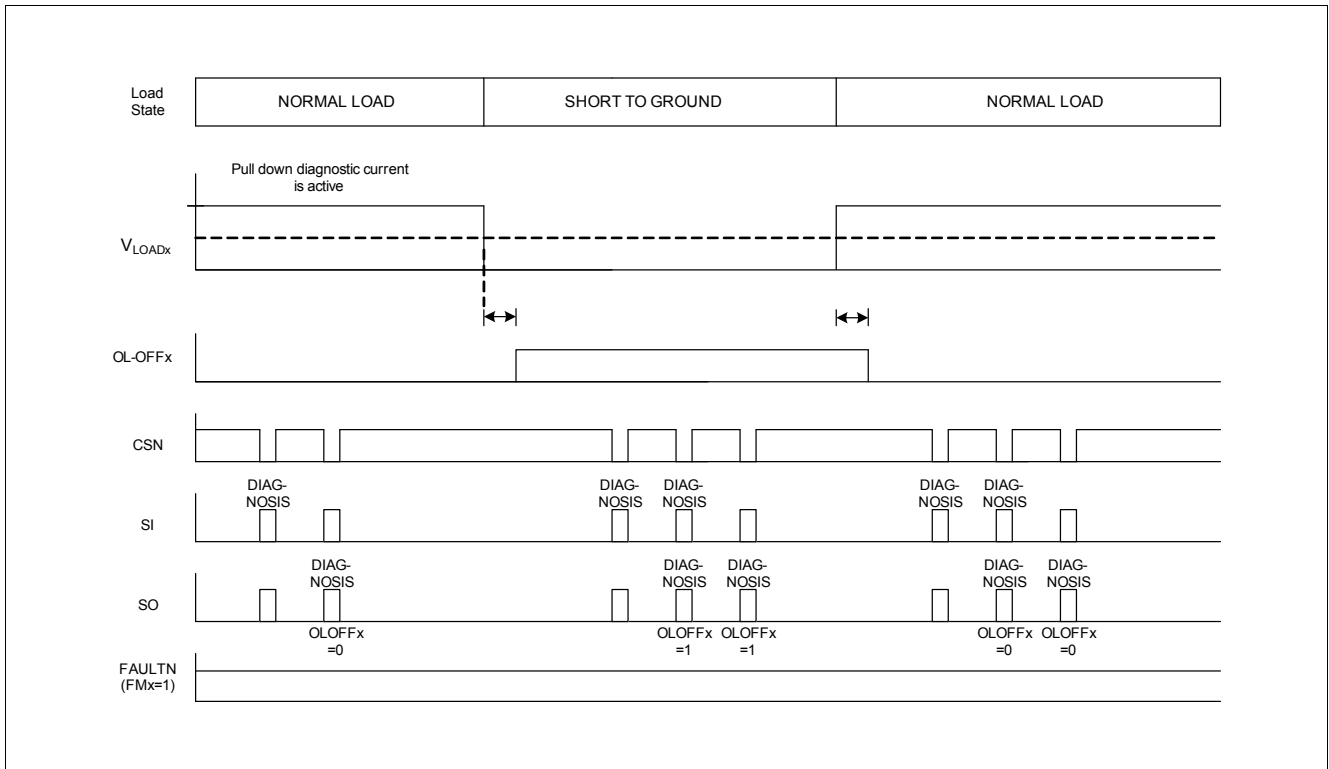 Load
State
NORMAL LOAD
SHORT TO GROUND
NORMAL LOAD
Pull down diagnostic current
is active
VLOADx
OL-OFFx
CSN
DIAG-
NOSIS
DIAG-
NOSIS
DIAG-
NOSIS
DIAG-
NOSIS
DIAG-
NOSIS
SI
DIAG-
NOSIS
DIAG-
NOSIS
DIAG-
NOSIS
DIAG-
NOSIS
DIAG-
NOSIS
SO
OLOFFx
=0
OLOFFx
=1
OLOFFx
=1
OLOFFx
=0
OLOFFx
=0
FAULTN
(FMx=1)